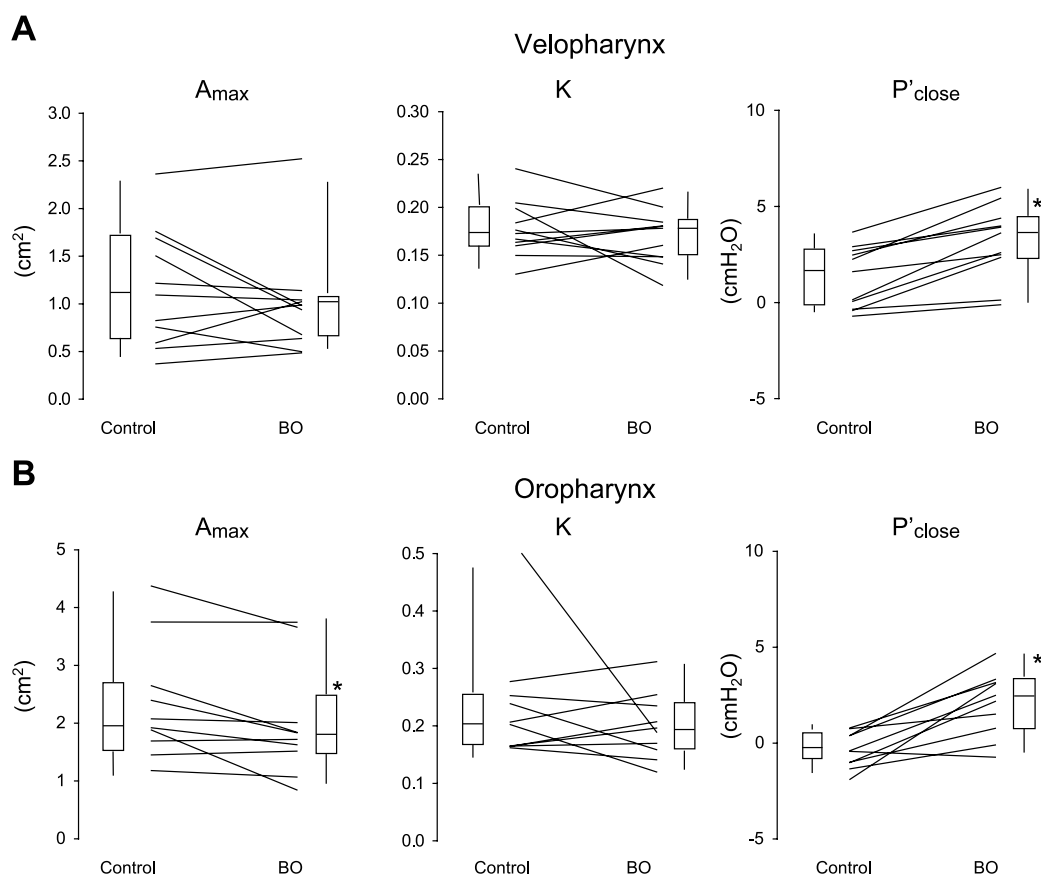 A
Velopharynx
Amax K P'close
3.0
2.5
2.0
1.5
1.0
0.5
0.0
(cm²)
Control BO
0.30
0.25
0.20
0.15
0.10
0.05
0.00
Control BO
10
5
0
-5
(cmH₂O)
*
Control BO
B
Oropharynx
Amax K P'close
5
4
3
2
1
0
(cm²)
*
Control BO
0.5
0.4
0.3
0.2
0.1
0.0
Control BO
10
5
0
-5
(cmH₂O)
*
Control BO